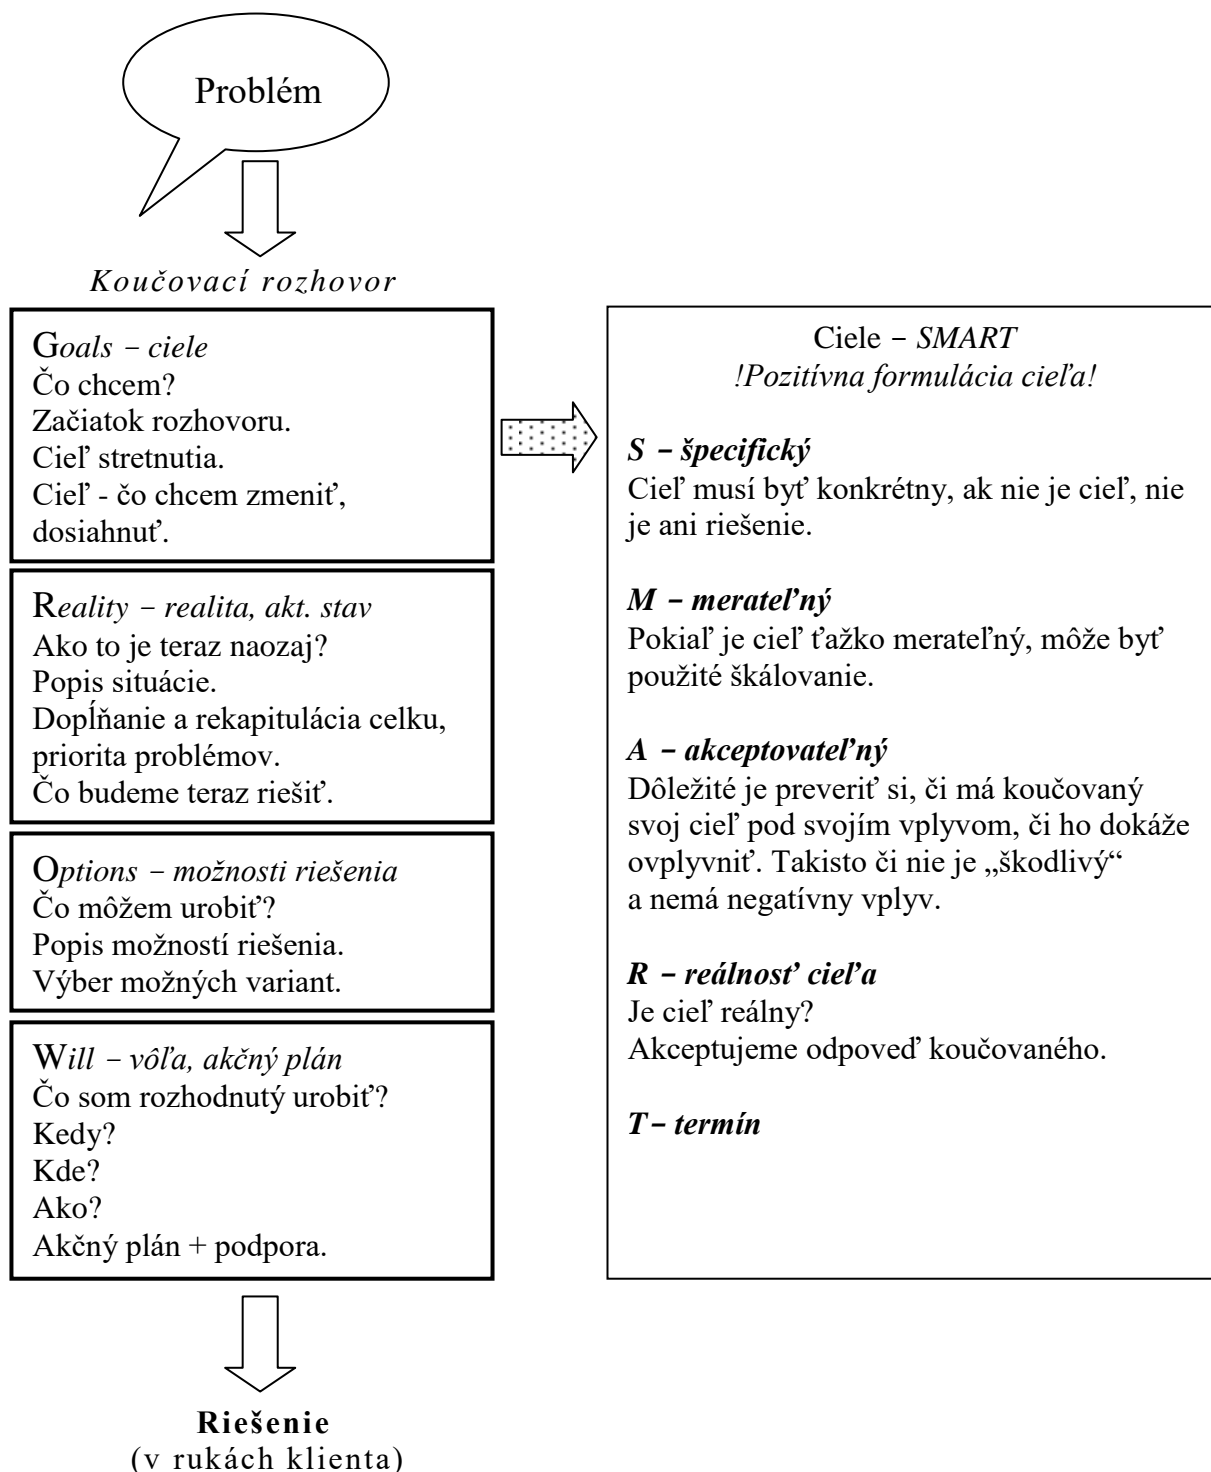 Problém
Koučovací rozhovor
Goals – ciele
Čo chcem?
Začiatok rozhovoru.
Cieľ stretnutia.
Cieľ - čo chcem zmeniť,
dosiahnuť.
Reality – realita, akt. stav
Ako to je teraz naozaj?
Popis situácie.
Dopĺňanie a rekapitulácia celku,
priorita problémov.
Čo budeme teraz riešiť.
Options – možnosti riešenia
Čo môžem urobiť?
Popis možností riešenia.
Výber možných variant.
Will – vôľa, akčný plán
Čo som rozhodnutý urobiť?
Kedy?
Kde?
Ako?
Akčný plán + podpora.
Riešenie
(v rukách klienta)
Ciele – SMART
!Pozitívna formulácia cieľa!
S – špecifický
Cieľ musí byť konkrétny, ak nie je cieľ, nie
je ani riešenie.
M – merateľný
Pokiaľ je cieľ ťažko merateľný, môže byť
použité škálovanie.
A – akceptovateľný
Dôležité je preveriť si, či má koučovaný
svoj cieľ pod svojím vplyvom, či ho dokáže
ovplyvniť. Takisto či nie je „škodlivý“
a nemá negatívny vplyv.
R – reálnosť cieľa
Je cieľ reálny?
Akceptujeme odpoveď koučovaného.
T – termín